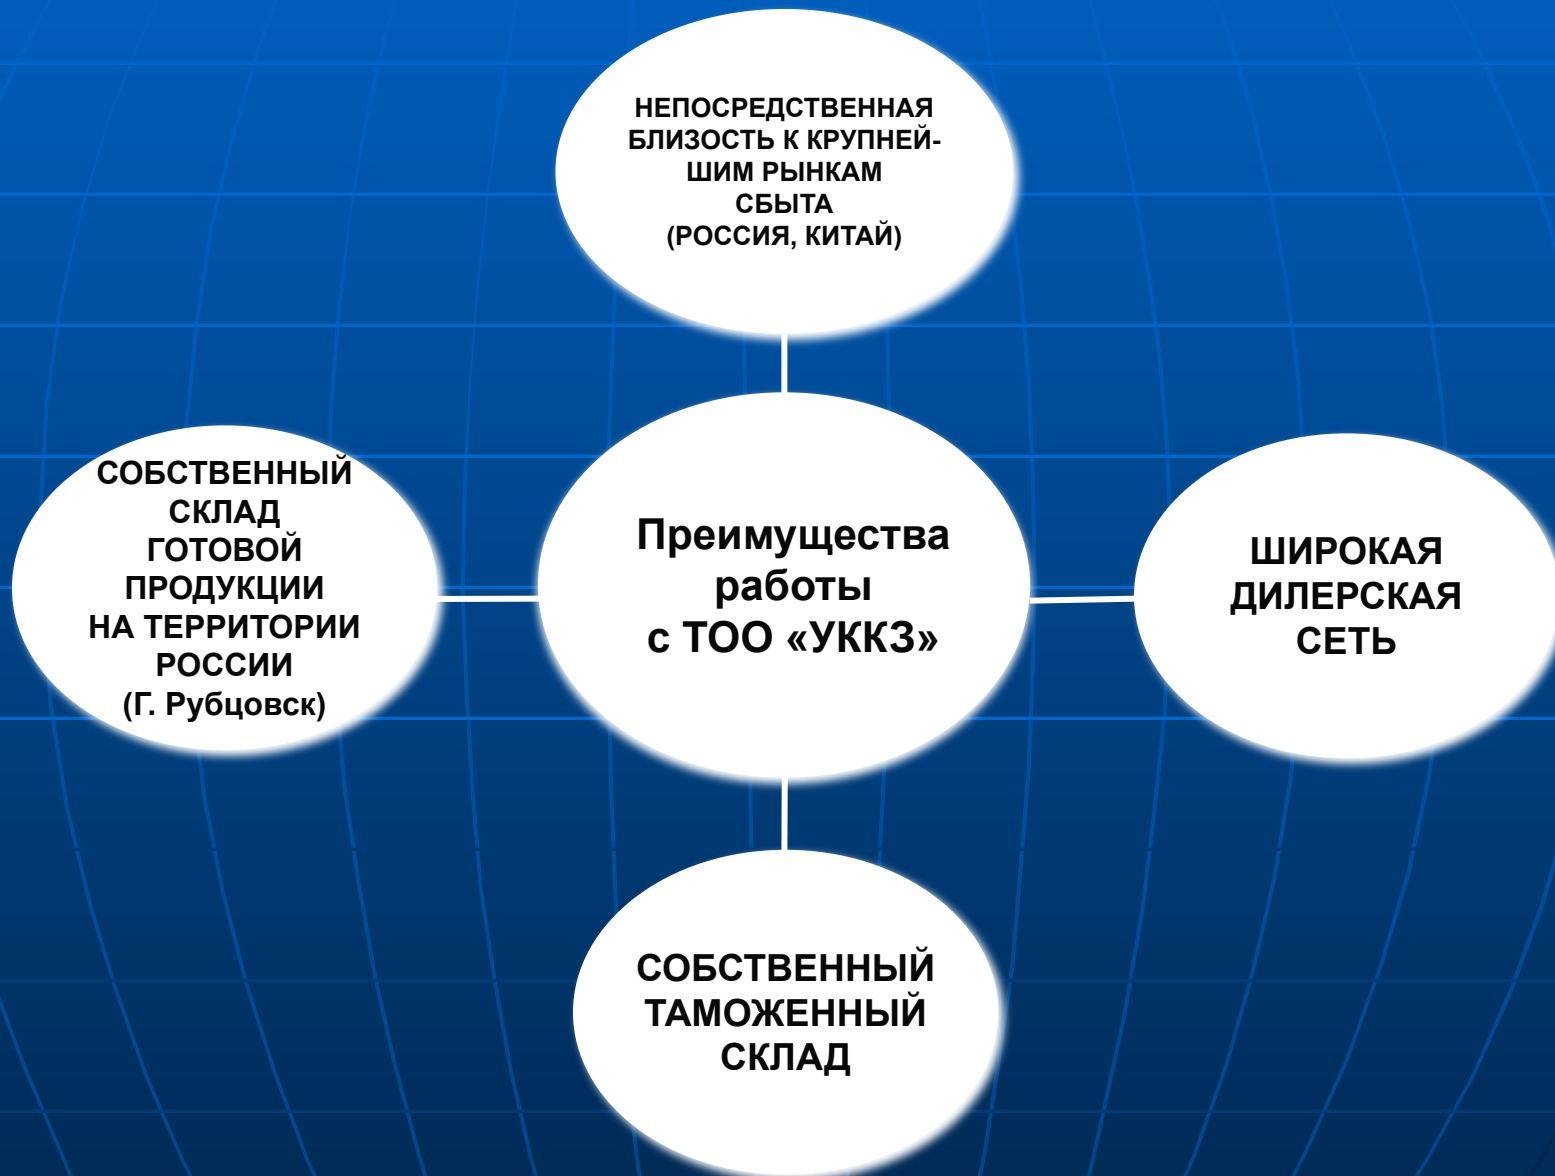 НЕПОСРЕДСТВЕННАЯ
БЛИЗОСТЬ К КРУПНЕЙ-
ШИМ РЫНКАМ
СБЫТА
(РОССИЯ, КИТАЙ)
СОБСТВЕННЫЙ
СКЛАД
ГОТОВОЙ
ПРОДУКЦИИ
НА ТЕРРИТОРИИ
РОССИИ
(Г. Рубцовск)
Преимущества
работы
с ТОО «УККЗ»
ШИРОКАЯ
ДИЛЕРСКАЯ
СЕТЬ
СОБСТВЕННЫЙ
ТАМОЖЕННЫЙ
СКЛАД